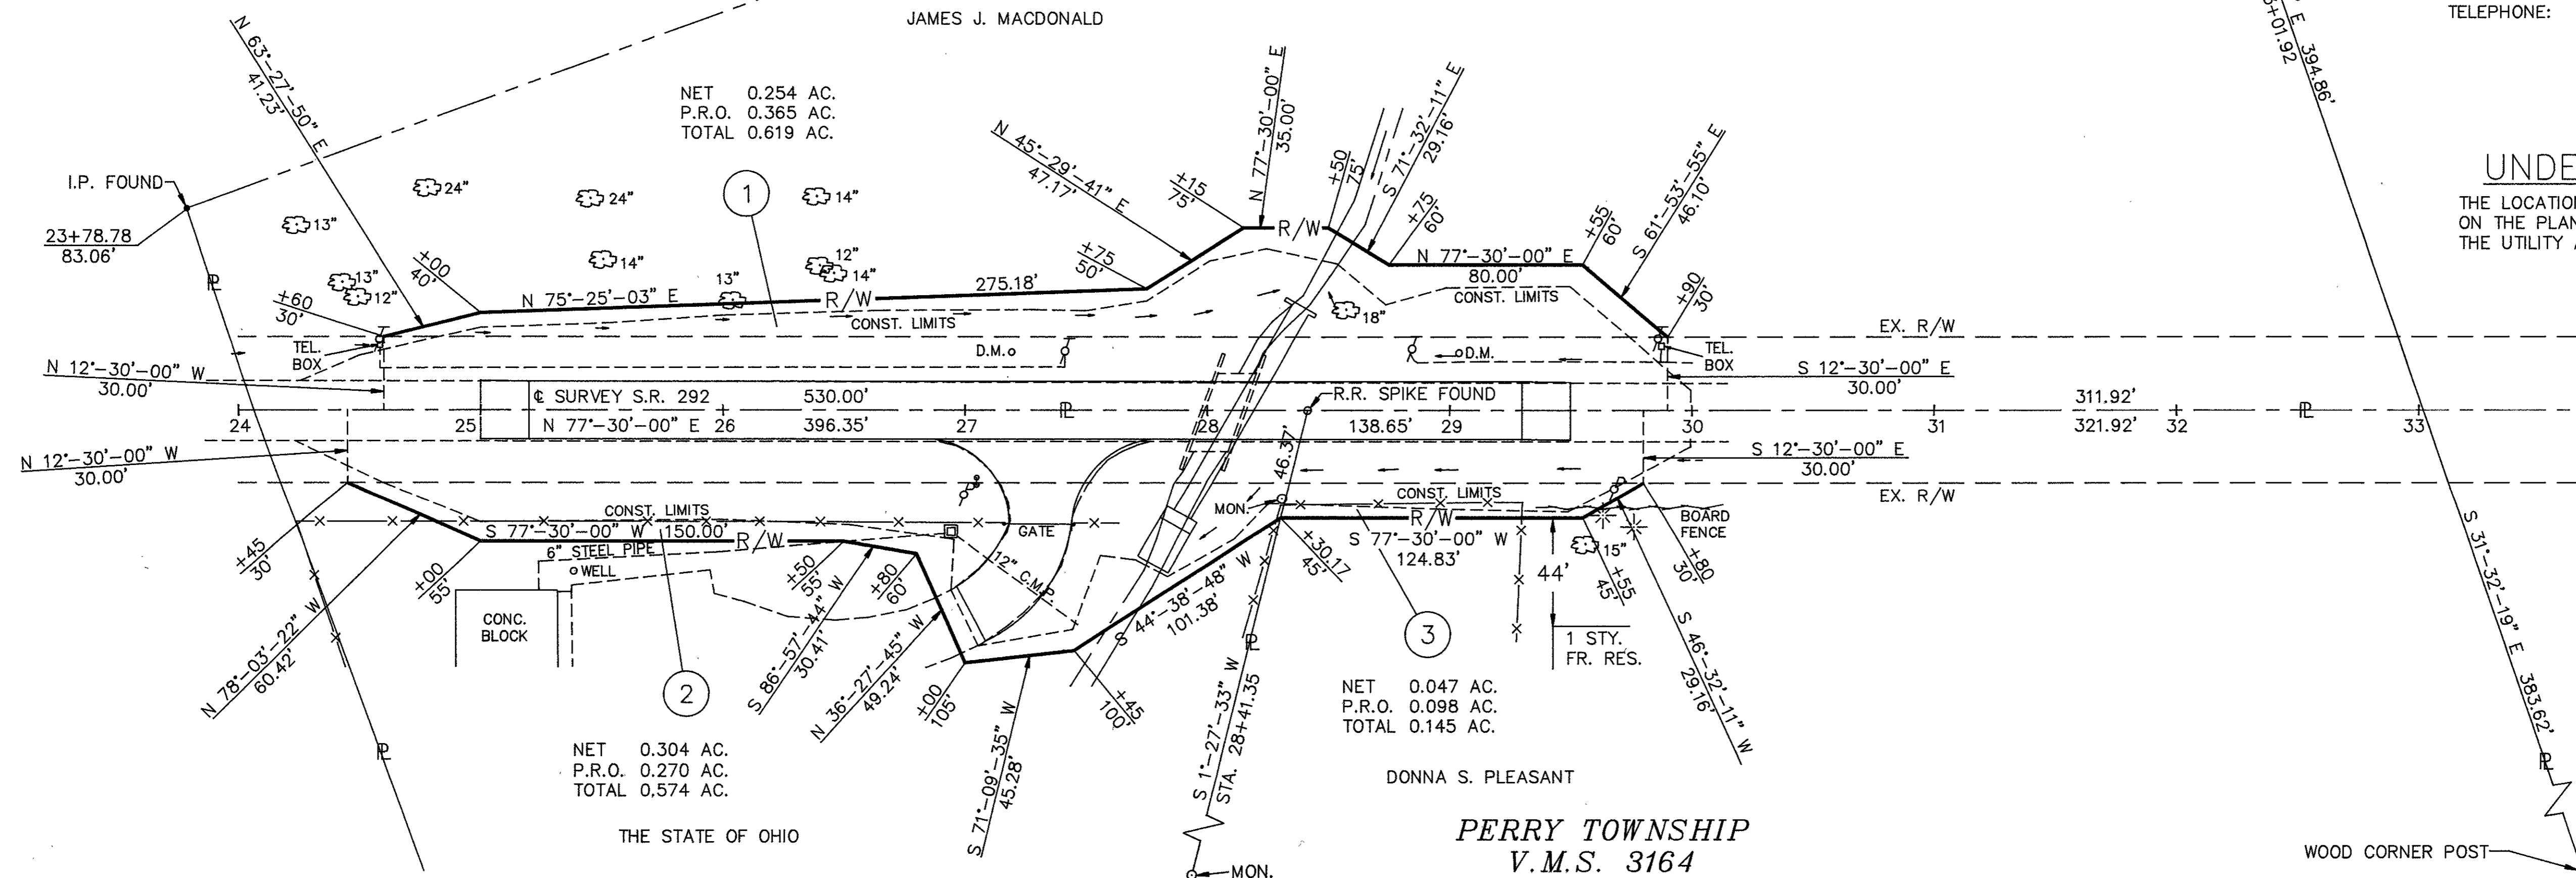 JAMES J. MACDONALD
TELEPHONE:
N 63°-27'-50" E
41.23'
NET 0.254 AC.
P.R.O. 0.365 AC.
TOTAL 0.619 AC.
N 45°-29'-41" E
47.17'
+15
75'
N 77°-30'-00" E
35.00'
+50
75'
S 71°-32'-11" E
29.16'
+75
60'
+55
60'
S 61°-53'-55" E
46.10'
E
+01.92
394.86'
I.P. FOUND
23+78.78
83.06'
24"
24"
14"
13"
14"
12"
14"
13"
12"
13"
1
UNDE
THE LOCATION
ON THE PLAN
THE UTILITY
+00
40'
+75
50'
R/W
N 77°-30'-00" E
80.00'
CONST. LIMITS
+90
30'
+60
30'
N 75°-25'-03" E
R/W
275.18'
CONST. LIMITS
18"
EX. R/W
TEL.
BOX
D.M.
D.M.
TEL.
BOX
N 12°-30'-00" W
30.00'
S 12°-30'-00" E
30.00'
℄ SURVEY S.R. 292
530.00'
R.R. SPIKE FOUND
311.92'
24
25
N 77°-30'-00" E
26
396.35'
27
28
138.65'
29
30
31
321.92'
32
33
N 12°-30'-00" W
30.00'
46.37'
S 12°-30'-00" E
30.00'
CONST. LIMITS
EX. R/W
CONST. LIMITS
GATE
MON.
R/W
BOARD
FENCE
S 77°-30'-00" W
150.00'
R/W
6" STEEL PIPE
WELL
12" C.M.P.
S 77°-30'-00" W
124.83'
+30.17
45'
44'
15"
+45
30'
+00
55'
+50
55'
+80
60'
+55
45'
+80
30'
CONC.
BLOCK
S 44°-38'-48" W
101.38'
1 STY.
FR. RES.
3
N 78°-03'-22" W
60.42'
2
S 86°-57'-44" W
30.41'
N 36°-27'-45" W
49.24'
+00
105'
+45
100'
S 71°-09'-35" W
45.28'
S 1°-27'-33" W
STA. 28+41.35
NET 0.047 AC.
P.R.O. 0.098 AC.
TOTAL 0.145 AC.
S 46°-32'-11" W
29.16'
S 31°-32'-19" E
383.62'
NET 0.304 AC.
P.R.O. 0.270 AC.
TOTAL 0.574 AC.
DONNA S. PLEASANT
THE STATE OF OHIO
PERRY TOWNSHIP
V.M.S. 3164
MON.
WOOD CORNER POST